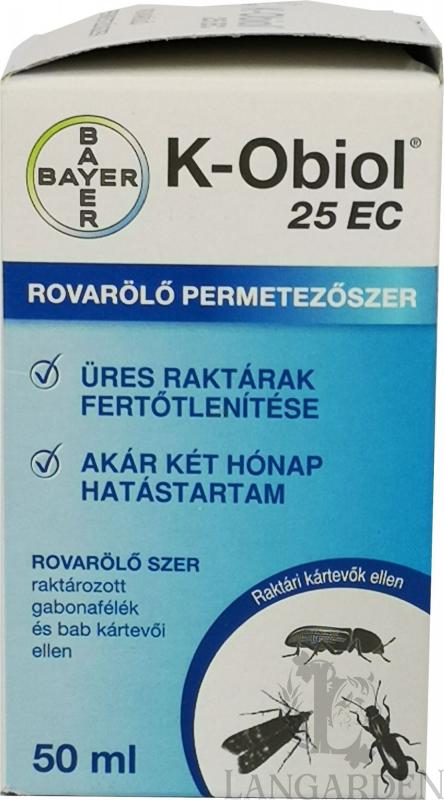 BAYER
BAYER
K-Obiol®
25 EC
ROVARÖLŐ PERMETEZŐSZER
ÜRES RAKTÁRAK
FERTŐTLENÍTÉSE
AKÁR KÉT HÓNAP
HATÁSTARTAM
ROVARÖLŐ SZER
raktározott
gabonafélék
és bab kártevői
ellen
Raktári kártevők ellen
50 ml
LANGARDEN